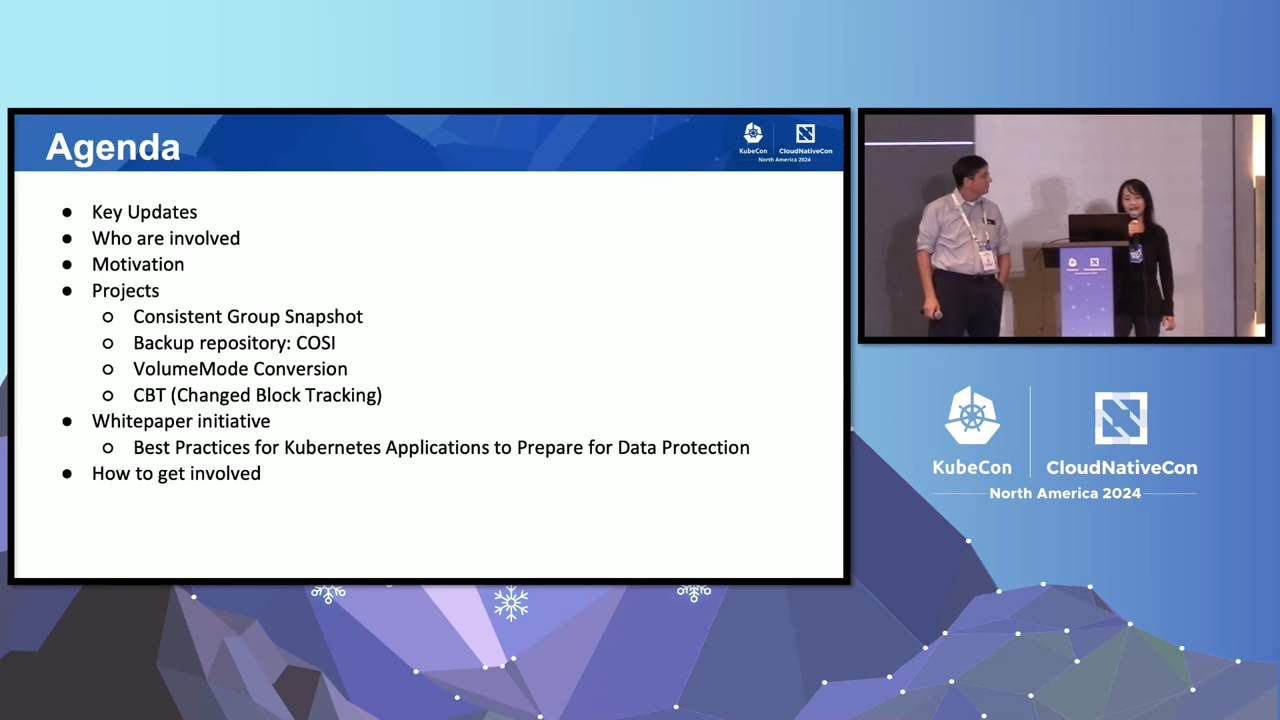 Agenda
KubeCon
CloudNativeCon
North America 2024
● Key Updates
● Who are involved
● Motivation
● Projects
○ Consistent Group Snapshot
○ Backup repository: COSI
○ VolumeMode Conversion
○ CBT (Changed Block Tracking)
● Whitepaper initiative
○ Best Practices for Kubernetes Applications to Prepare for Data Protection
● How to get involved
KubeCon
CloudNativeCon
North America 2024